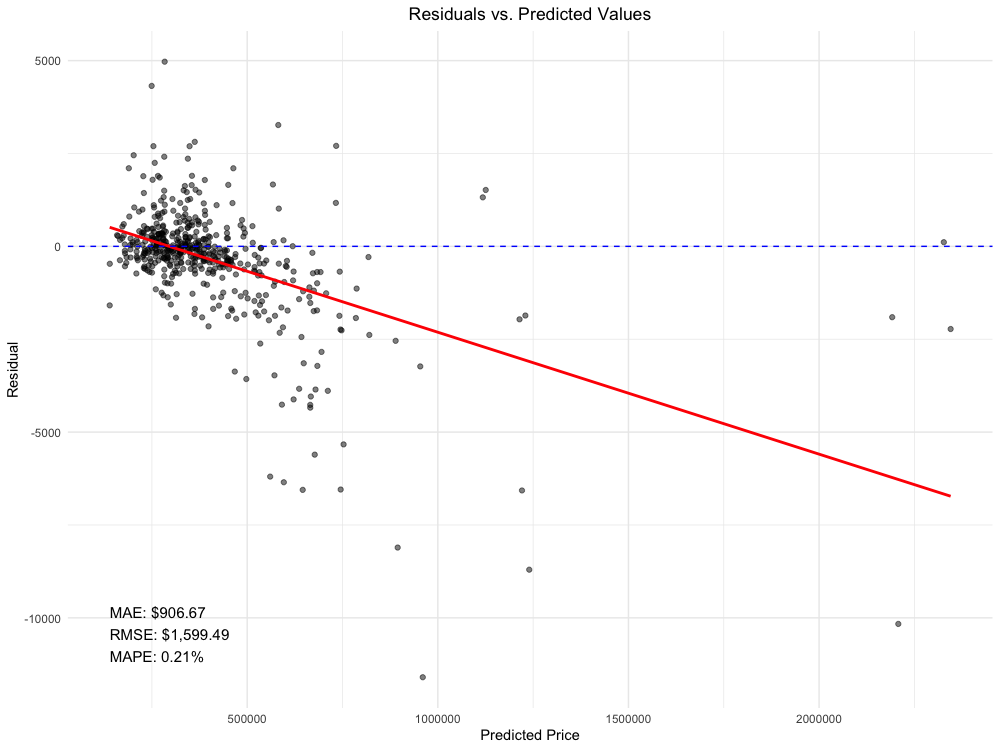 Residuals vs. Predicted Values
5000
0
-5000
-10000
Residual
MAE: $906.67
RMSE: $1,599.49
MAPE: 0.21%
500000
1000000
1500000
2000000
Predicted Price